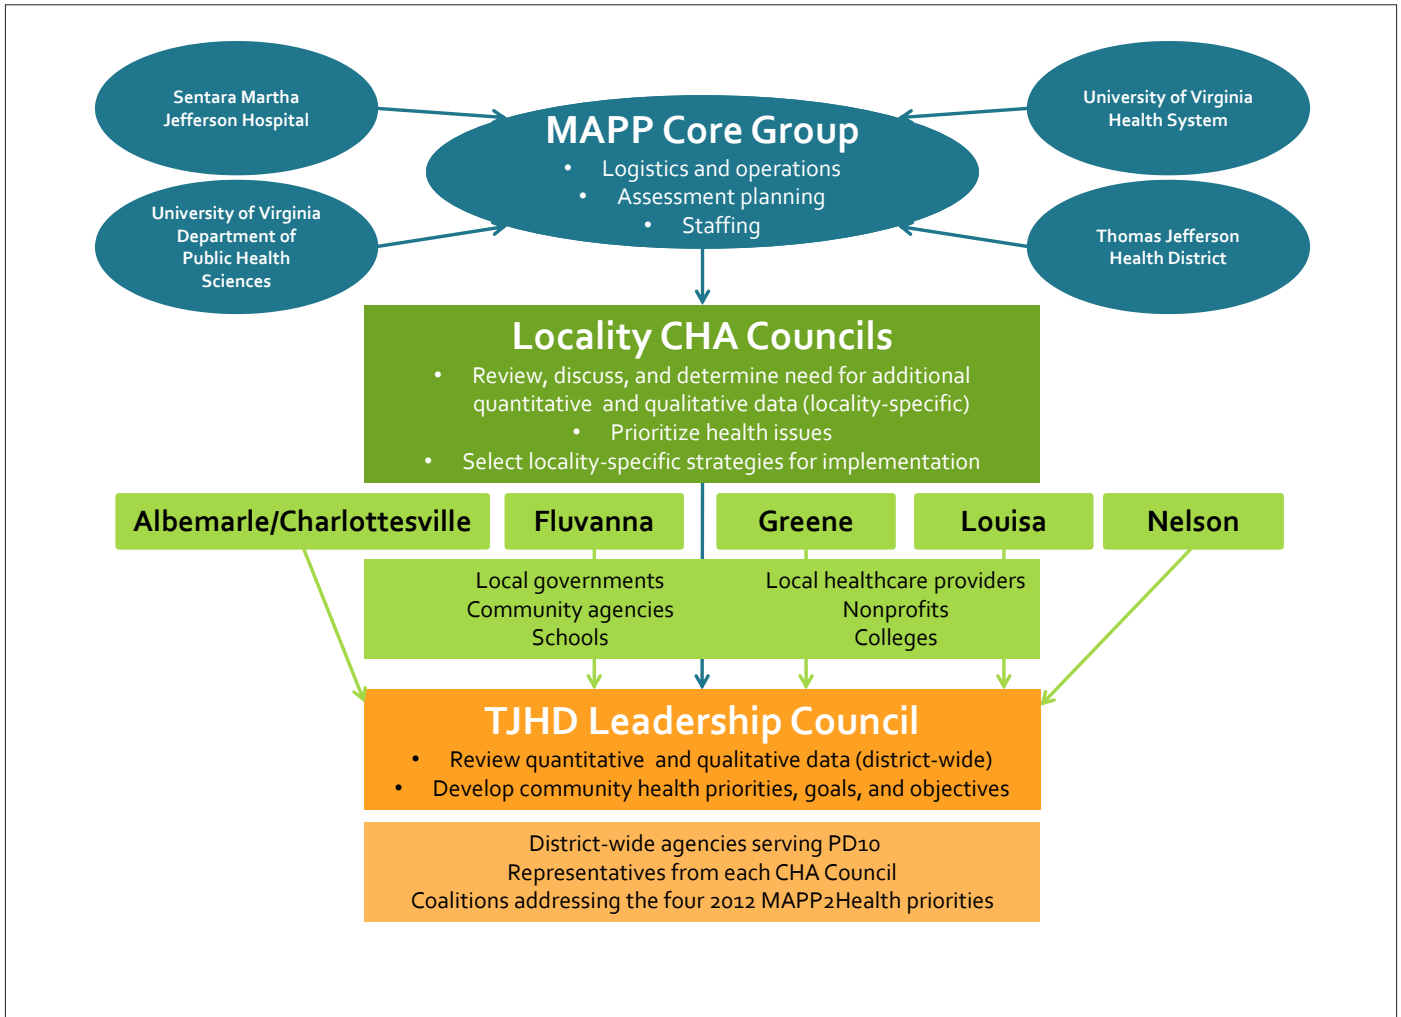 Sentara Martha
Jefferson Hospital
University of Virginia
Health System
MAPP Core Group
• Logistics and operations
• Assessment planning
• Staffing
University of Virginia
Department of
Public Health
Sciences
Thomas Jefferson
Health District
Locality CHA Councils
• Review, discuss, and determine need for additional
quantitative and qualitative data (locality-specific)
• Prioritize health issues
• Select locality-specific strategies for implementation
Albemarle/Charlottesville
Fluvanna
Greene
Louisa
Nelson
Local governments
Community agencies
Schools
Local healthcare providers
Nonprofits
Colleges
TJHD Leadership Council
• Review quantitative and qualitative data (district-wide)
• Develop community health priorities, goals, and objectives
District-wide agencies serving PD10
Representatives from each CHA Council
Coalitions addressing the four 2012 MAPP2Health priorities